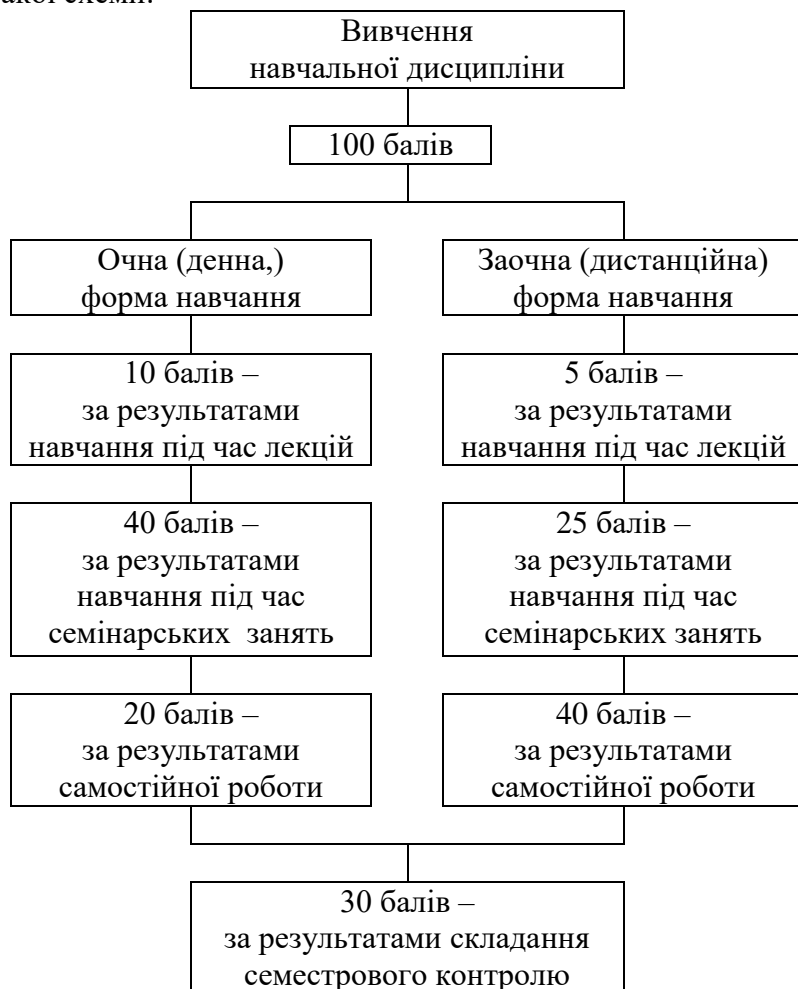 Вивчення
навчальної дисципліни
100 балів
Очна (денна,)
форма навчання
Заочна (дистанційна)
форма навчання
10 балів –
за результатами
навчання під час лекцій
5 балів –
за результатами
навчання під час лекцій
40 балів –
за результатами
навчання під час
семінарських  занять
25 балів –
за результатами
навчання під час
семінарських занять
20 балів –
за результатами
самостійної роботи
40 балів –
за результатами
самостійної роботи
30 балів –
за результатами складання
семестрового контролю